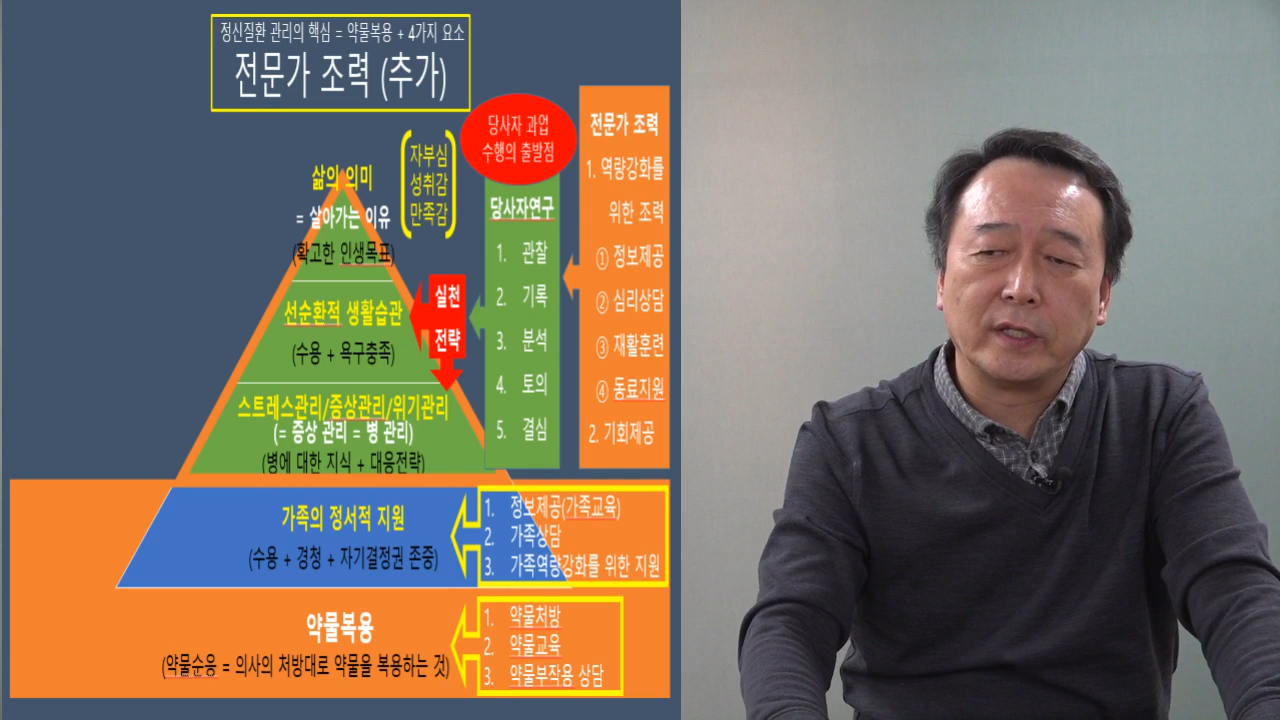 정신질환 관리의 핵심 = 약물복용 + 4가지 요소
전문가 조력 (추가)
삶의 의미
= 살아가는 이유
(확고한 인생목표)
자부심
성취감
만족감
선순환적 생활습관
(수용 + 욕구충족)
스트레스관리/증상관리/위기관리
(= 증상 관리 = 병 관리)
(병에 대한 지식 + 대응전략)
실천
전략
당사자 과업
수행의 출발점
당사자연구
1. 관찰
2. 기록
3. 분석
4. 토의
5. 결심
전문가 조력
1. 역량강화를
위한 조력
① 정보제공
② 심리상담
③ 재활훈련
④ 동료지원
2. 기회제공
가족의 정서적 지원
(수용 + 경청 + 자기결정권 존중)
1. 정보제공(가족교육)
2. 가족상담
3. 가족역량강화를 위한 지원
약물복용
(약물순응 = 의사의 처방대로 약물을 복용하는 것)
1. 약물처방
2. 약물교육
3. 약물부작용 상담